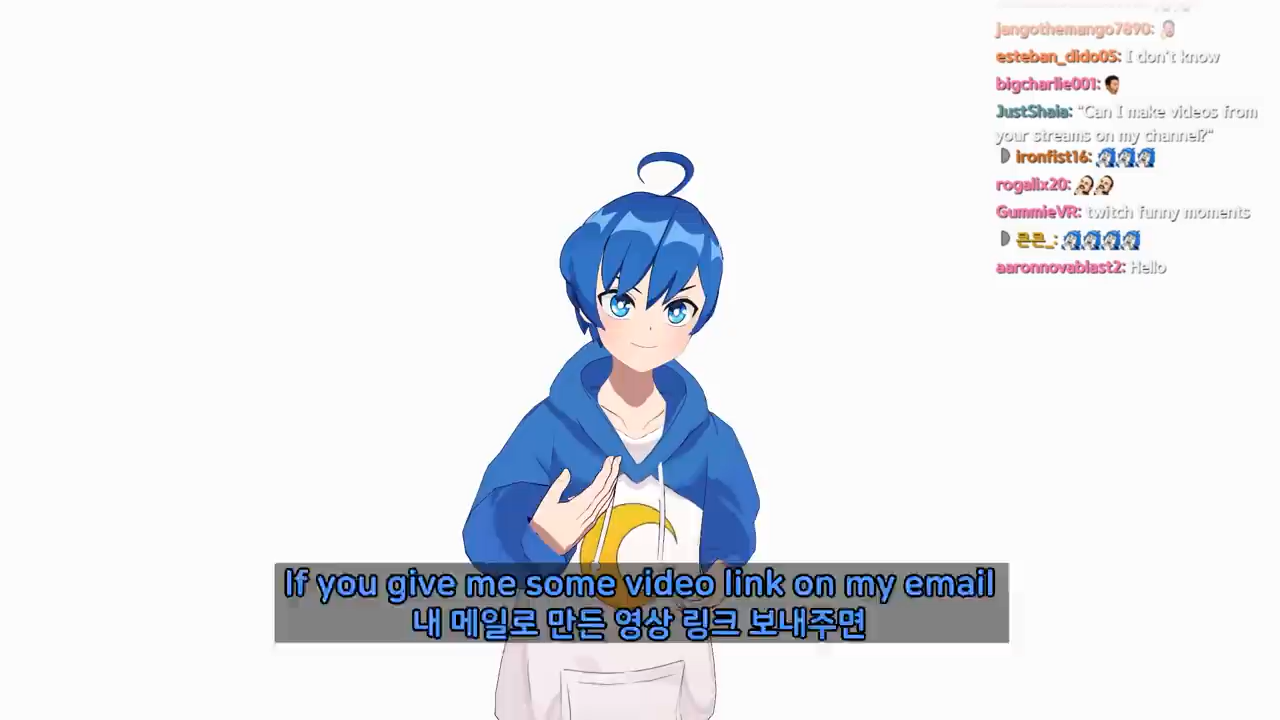 jangothemango7890:
esteban_dido05: I don't know
bigcharlie001:
JustShaia: "Can I make videos from
your streams on my channel?"
ironfist16:
rogalix20:
GummieVR: twitch funny moments
콘콘_:
aaronnovablast2: Hello
If you give me some video link on my email
내 메일로 만든 영상 링크 보내주면